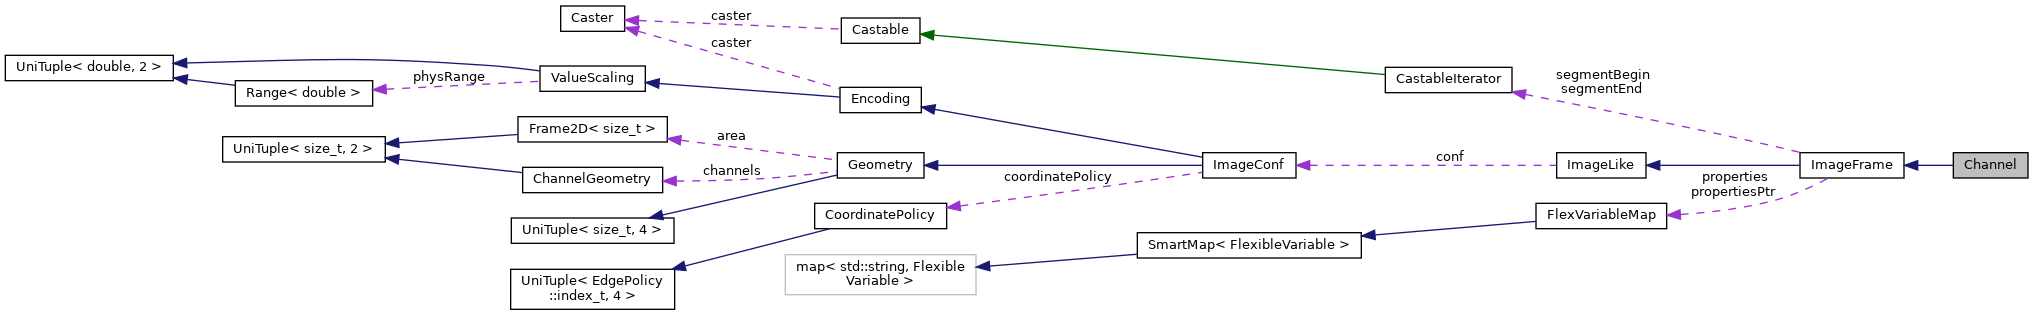 Caster
caster
Castable
caster
UniTuple< double, 2 >
physRange
ValueScaling
Range< double >
Encoding
CastableIterator
segmentBegin
segmentEnd
Frame2D< size_t >
area
UniTuple< size_t, 2 >
channels
ChannelGeometry
Geometry
coordinatePolicy
ImageConf
conf
ImageLike
properties
propertiesPtr
ImageFrame
Channel
UniTuple< size_t, 4 >
CoordinatePolicy
FlexVariableMap
SmartMap< FlexibleVariable >
map< std::string, Flexible
Variable >
UniTuple< EdgePolicy
::index_t, 4 >